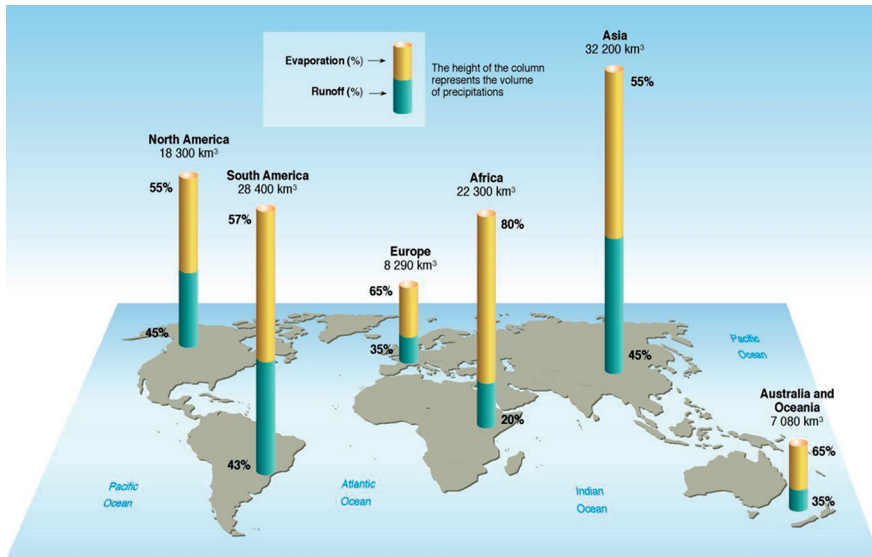 Evaporation (%)
Runoff (%)
The height of the column
represents the volume
of precipitations
Asia
32 200 km³
55%
45%
North America
18 300 km³
55%
45%
South America
28 400 km³
57%
43%
Europe
8 290 km³
65%
35%
Africa
22 300 km³
80%
20%
Australia and
Oceania
7 080 km³
65%
35%
Pacific
Ocean
Pacific
Ocean
Atlantic
Ocean
Indian
Ocean